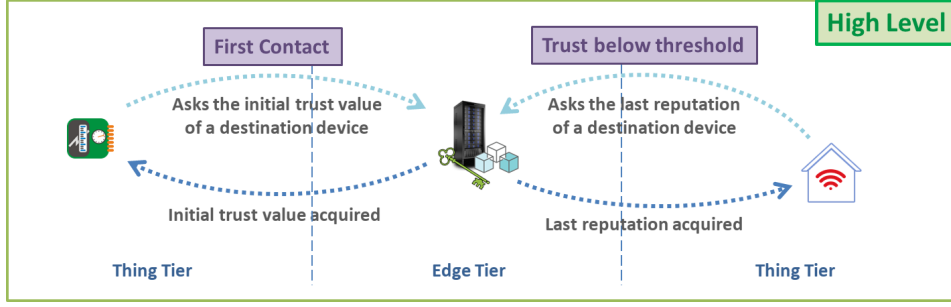 High Level
First Contact
Trust below threshold
Asks the initial trust value
of a destination device
Asks the last reputation
of a destination device
Initial trust value acquired
Last reputation acquired
Thing Tier
Edge Tier
Thing Tier